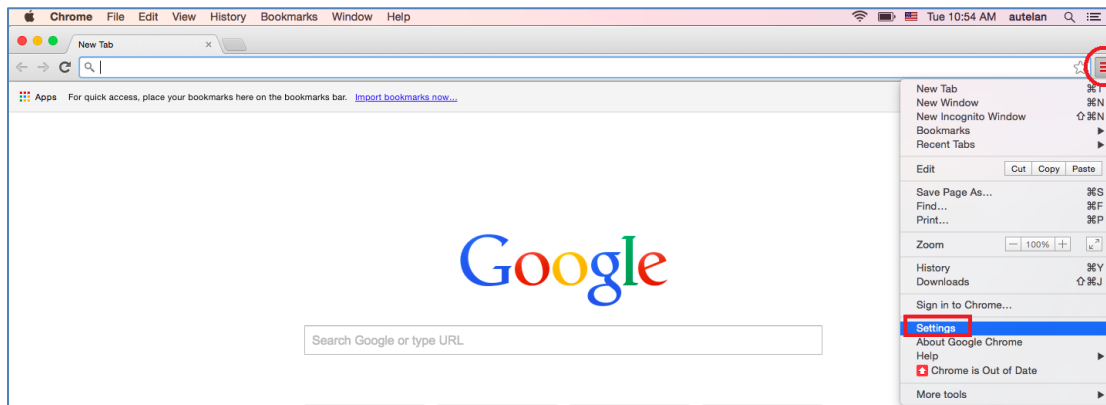 Chrome File Edit View History Bookmarks Window Help Tue 10:54 AM autelan
New Tab
Apps For quick access, place your bookmarks here on the bookmarks bar. Import bookmarks now...
New Tab ⌘T
New Window ⌘N
New Incognito Window ⇧⌘N
Bookmarks
Recent Tabs
Edit Cut Copy Paste
Save Page As... ⌘S
Find... ⌘F
Print... ⌘P
Zoom − 100% +
History ⌘Y
Downloads ⇧⌘J
Sign in to Chrome...
Settings
About Google Chrome
Help
Chrome is Out of Date
More tools
Google
Search Google or type URL